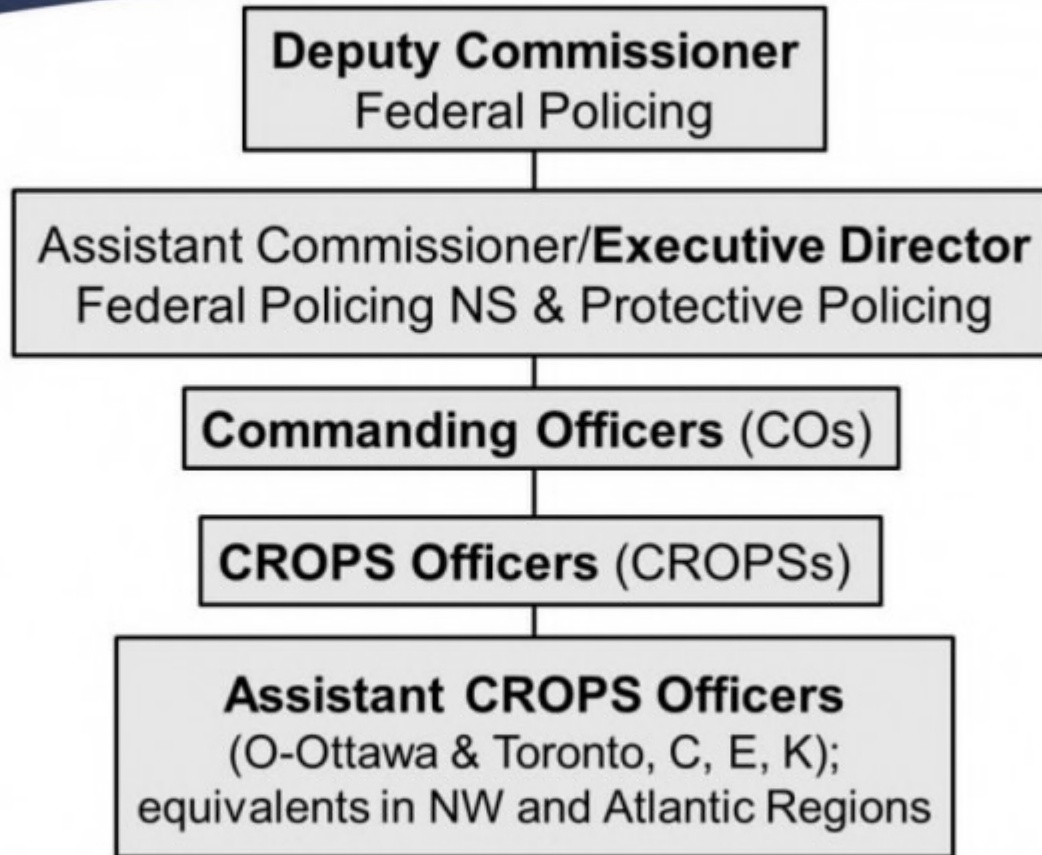 Deputy Commissioner
Federal Policing
Assistant Commissioner/Executive Director
Federal Policing NS & Protective Policing
Commanding Officers (COs)
CROPS Officers (CROPSs)
Assistant CROPS Officers
(O-Ottawa & Toronto, C, E, K);
equivalents in NW and Atlantic Regions